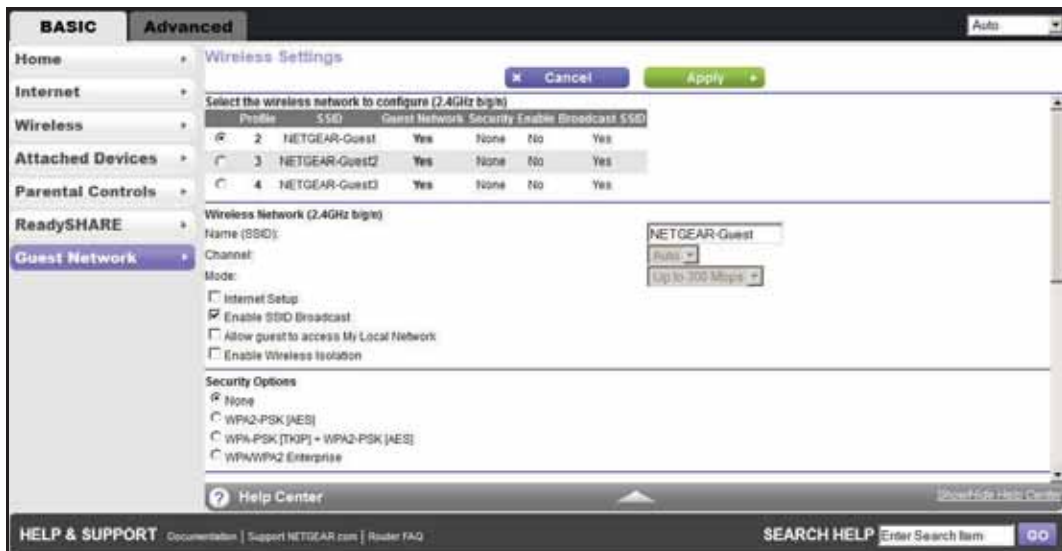 BASIC
Advanced
Auto
Home
Internet
Wireless
Attached Devices
Parental Controls
ReadySHARE
Guest Network
Wireless Settings
Cancel
Apply
Select the wireless network to configure (2.4GHz b/g/n)
Profile SSID Guest Network Security Enable Broadcast SSID
2 NETGEAR-Guest Yes None No Yes
3 NETGEAR-Guest2 Yes None No Yes
4 NETGEAR-Guest3 Yes None No Yes
Wireless Network (2.4GHz b/g/n)
Name (SSID): NETGEAR-Guest
Channel: Auto
Mode: Up to 300 Mbps
Internet Setup
Enable SSID Broadcast
Allow guest to access My Local Network
Enable Wireless Isolation
Security Options
None
WPA2-PSK [AES]
WPA-PSK [TKIP] + WPA2-PSK [AES]
WPA/WPA2 Enterprise
? Help Center
Show/Hide Help Center
HELP & SUPPORT Documentation | Support NETGEAR.com | Router FAQ
SEARCH HELP Enter Search Item GO